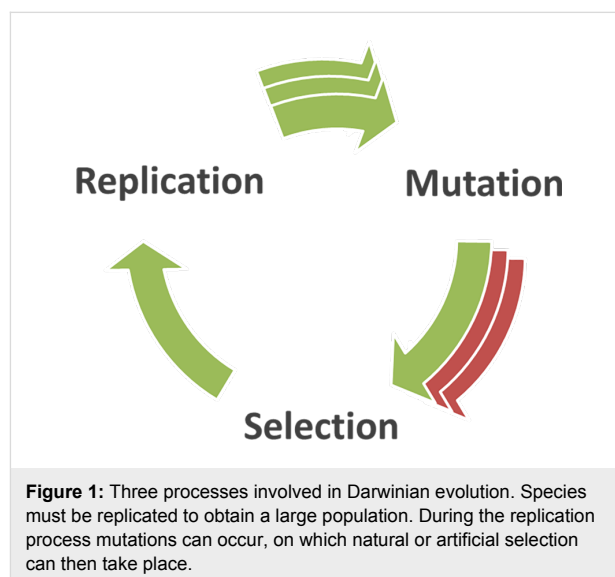 Replication
Mutation
Selection
Figure 1: Three processes involved in Darwinian evolution. Species
must be replicated to obtain a large population. During the replication
process mutations can occur, on which natural or artificial selection
can then take place.